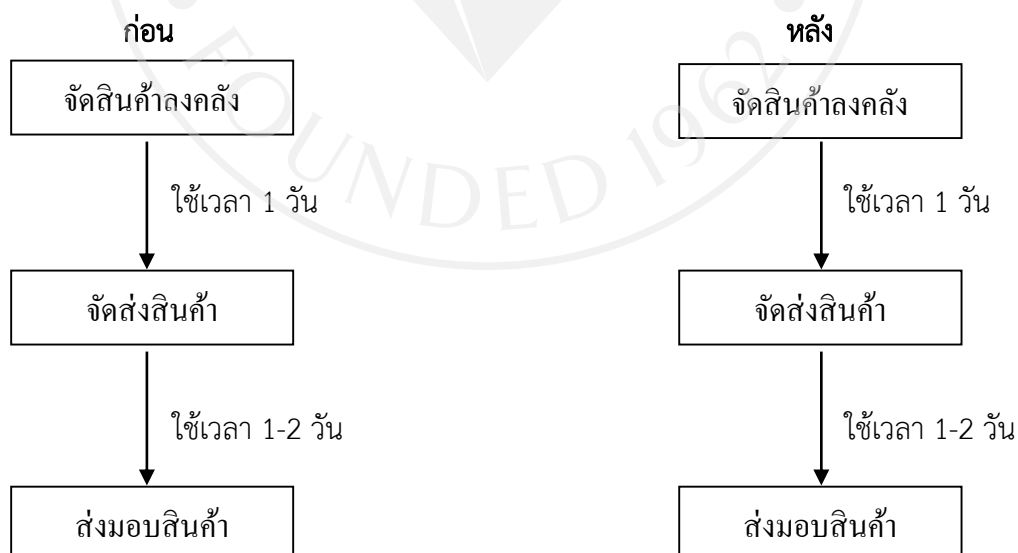 ก่อน
จัดสินค้าลงคลัง
ใช้เวลา 1 วัน
จัดส่งสินค้า
ใช้เวลา 1-2 วัน
ส่งมอบสินค้า
หลัง
จัดสินค้าลงคลัง
ใช้เวลา 1 วัน
จัดส่งสินค้า
ใช้เวลา 1-2 วัน
ส่งมอบสินค้า
FOUNDED 1962